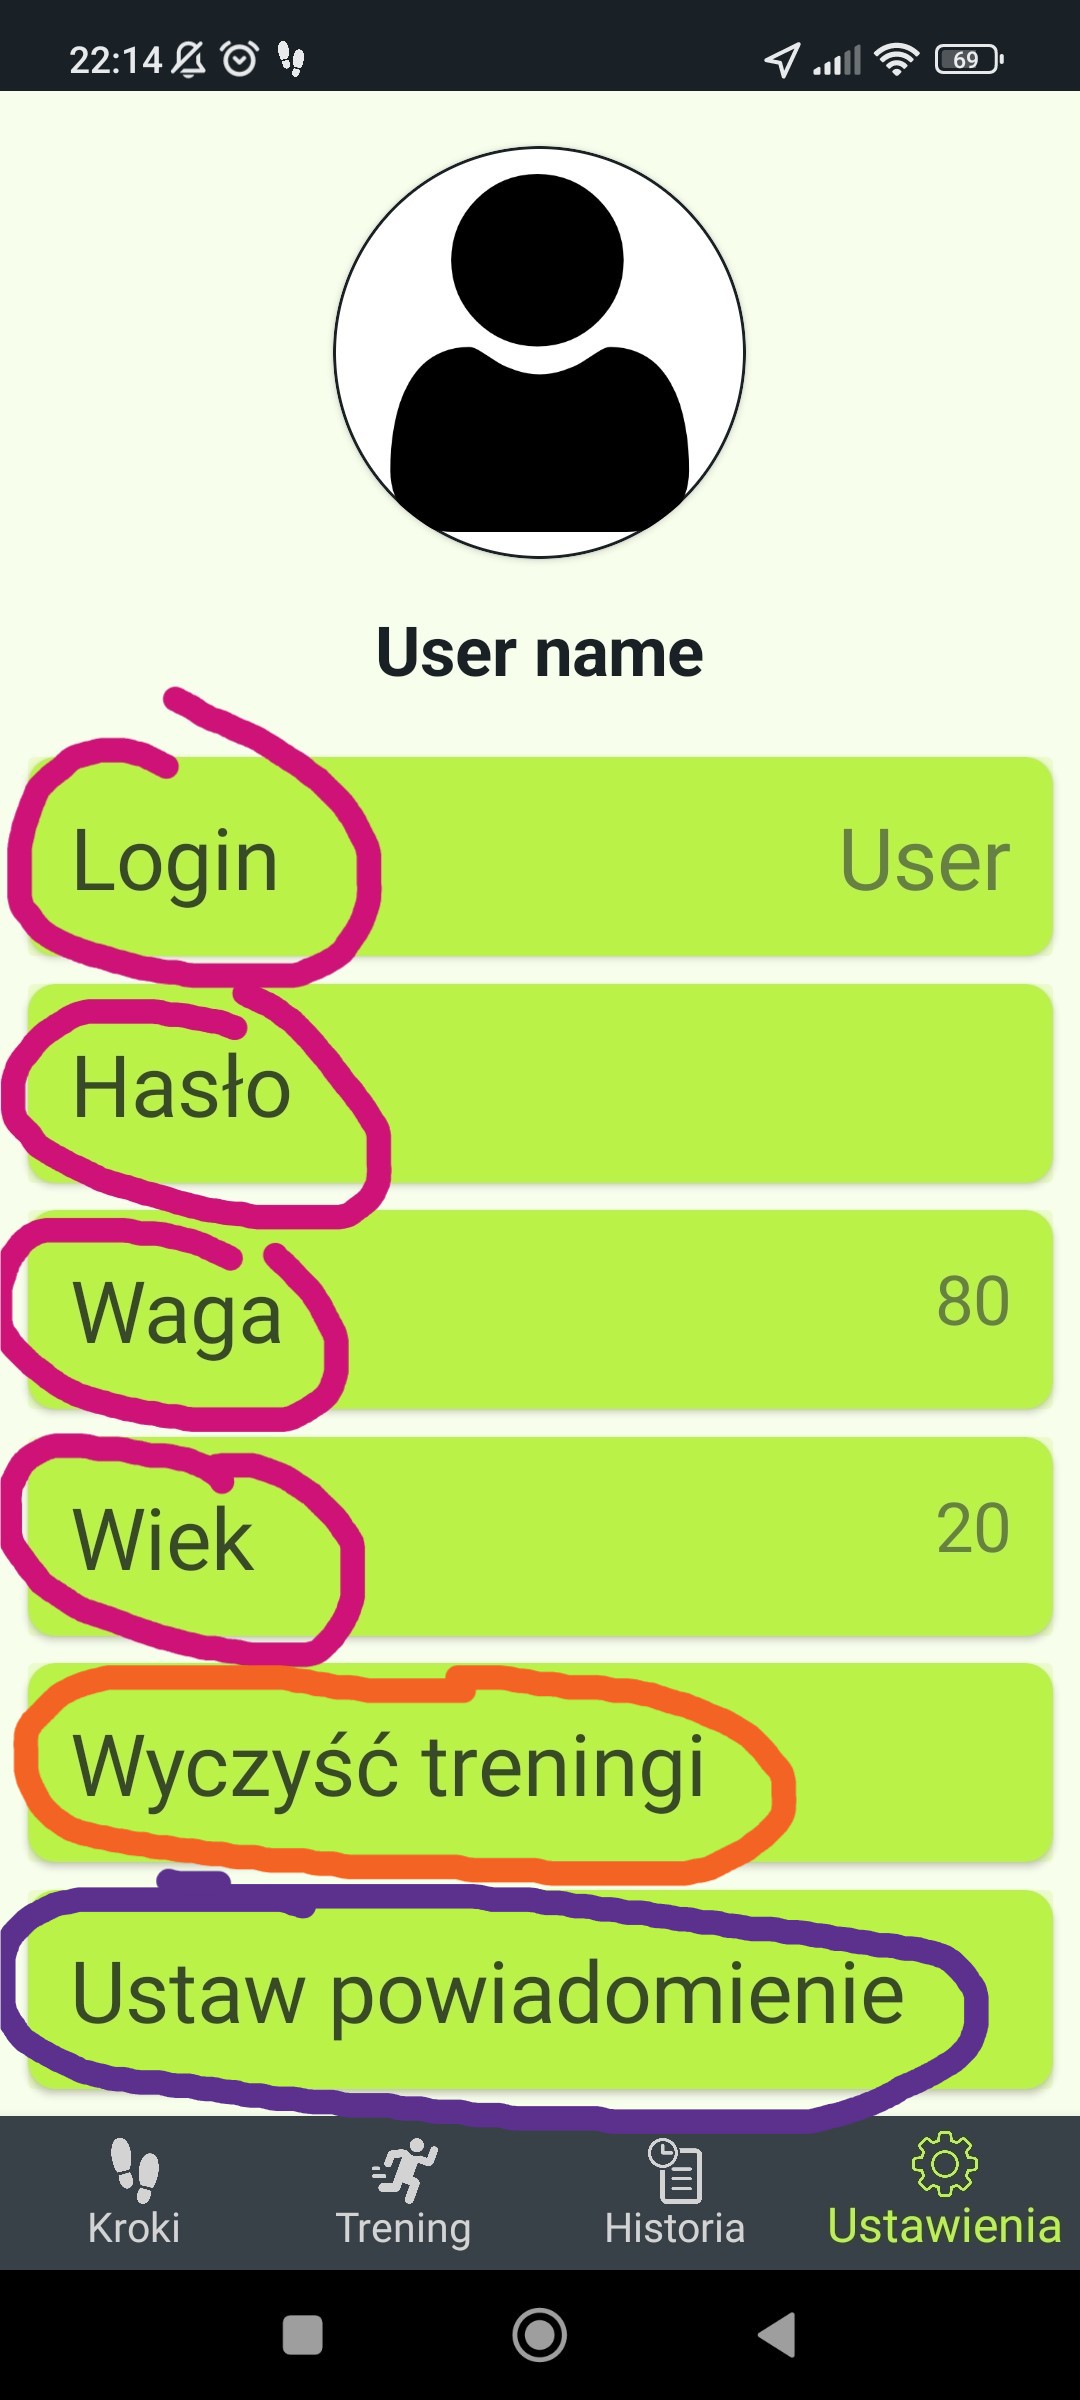 22:14 69
User name
Login User
Hasło
Waga 80
Wiek 20
Wyczyść treningi
Ustaw powiadomienie
Kroki Trening Historia Ustawienia